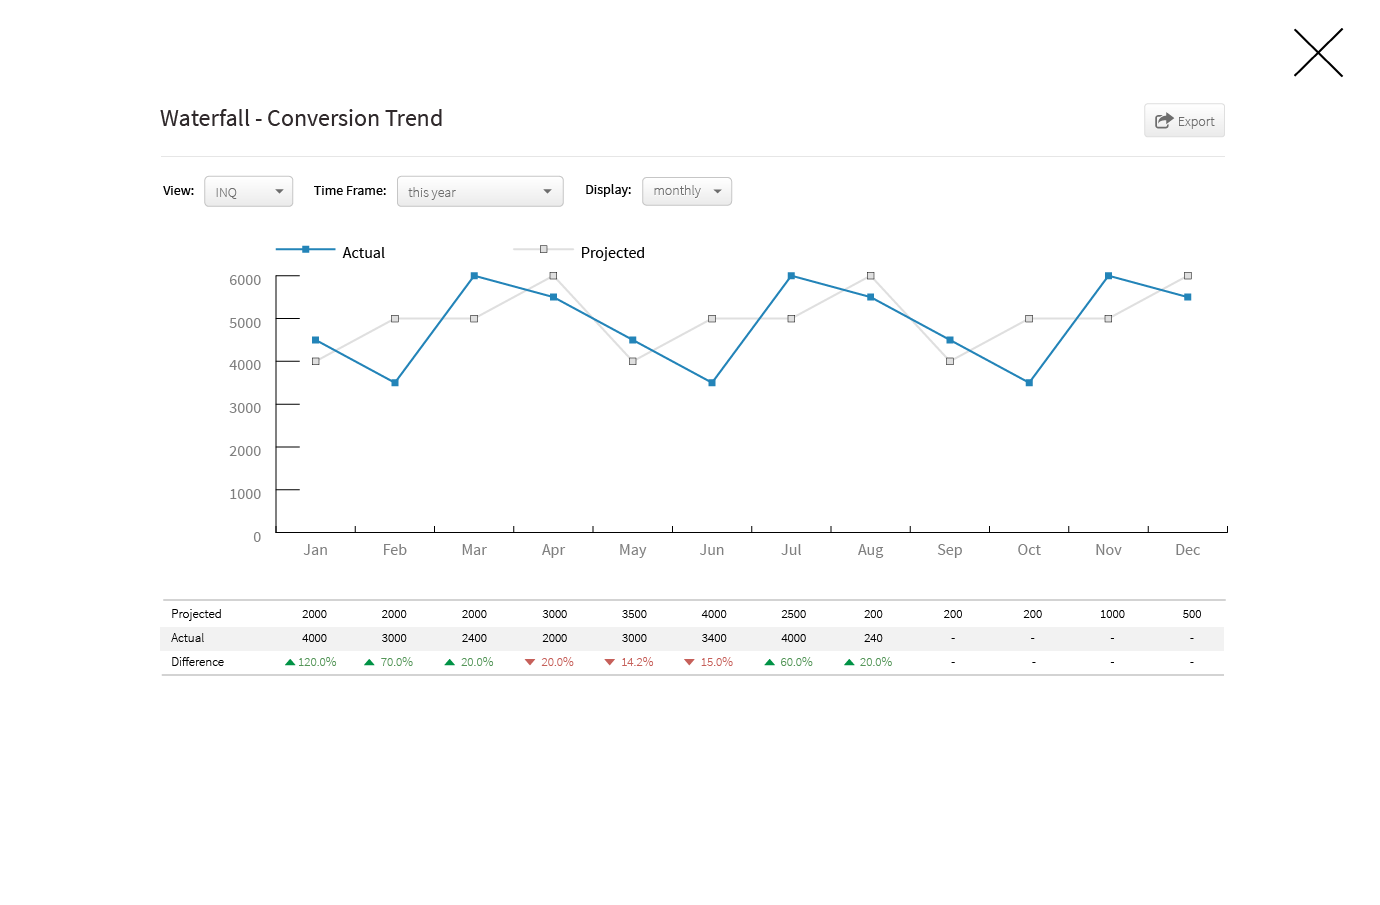 Waterfall - Conversion Trend
Export
View: INQ Time Frame: this year Display: monthly
Actual Projected
6000
5000
4000
3000
2000
1000
0
Jan Feb Mar Apr May Jun Jul Aug Sep Oct Nov Dec
Projected 2000 2000 2000 3000 3500 4000 2500 200 200 200 1000 500
Actual 4000 3000 2400 2000 3000 3400 4000 240 - - - -
Difference 120.0% 70.0% 20.0% 20.0% 14.2% 15.0% 60.0% 20.0% - - - -